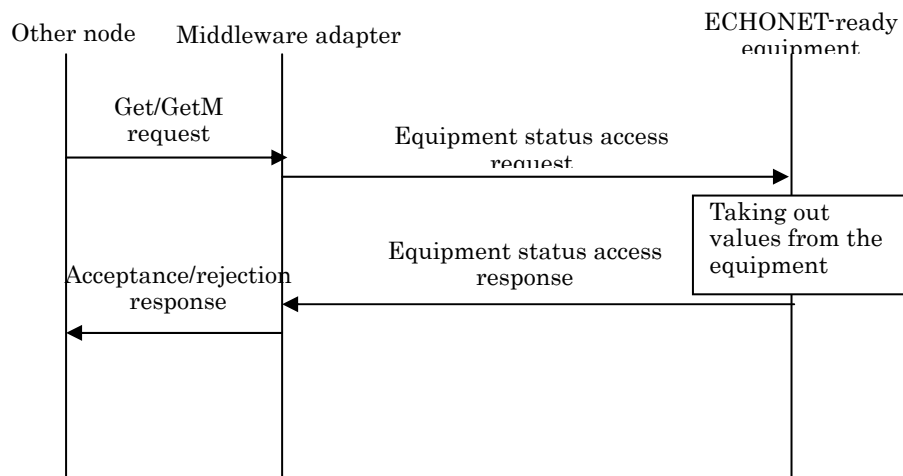 Other node
Middleware adapter
ECHONET-ready
equipment
Get/GetM
request
Equipment status access
request
Taking out
values from the
equipment
Equipment status access
response
Acceptance/rejection
response